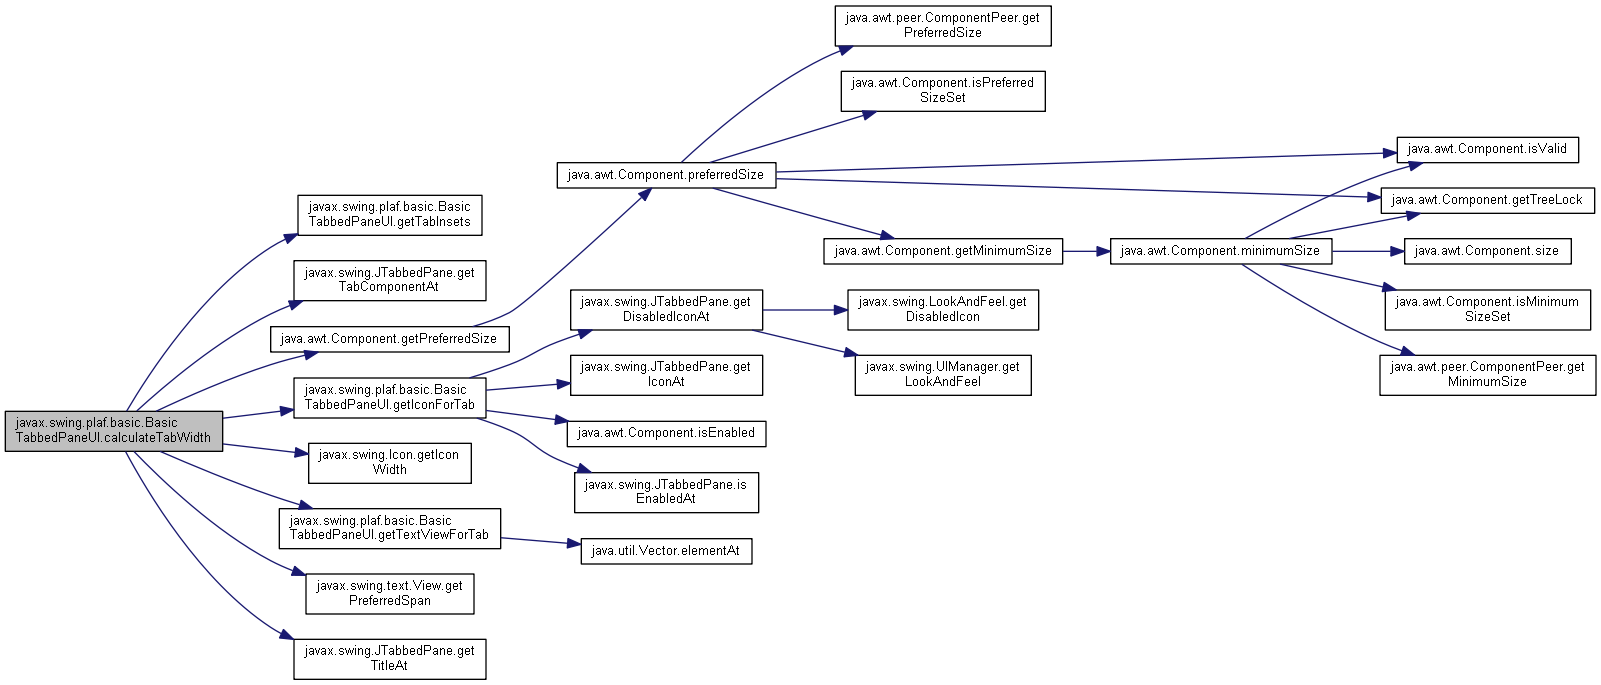 javax.swing.plaf.basic.Basic
TabbedPaneUI.calculateTabWidth
javax.swing.plaf.basic.Basic
TabbedPaneUI.getTabInsets
javax.swing.JTabbedPane.get
TabComponentAt
java.awt.Component.getPreferredSize
javax.swing.plaf.basic.Basic
TabbedPaneUI.getIconForTab
javax.swing.Icon.getIcon
Width
javax.swing.plaf.basic.Basic
TabbedPaneUI.getTextViewForTab
javax.swing.text.View.get
PreferredSpan
javax.swing.JTabbedPane.get
TitleAt
java.awt.Component.preferredSize
javax.swing.JTabbedPane.get
DisabledIconAt
javax.swing.JTabbedPane.get
IconAt
java.awt.Component.isEnabled
javax.swing.JTabbedPane.is
EnabledAt
java.util.Vector.elementAt
java.awt.peer.ComponentPeer.get
PreferredSize
java.awt.Component.isPreferred
SizeSet
java.awt.Component.getMinimumSize
javax.swing.LookAndFeel.get
DisabledIcon
javax.swing.UIManager.get
LookAndFeel
java.awt.Component.minimumSize
java.awt.Component.isValid
java.awt.Component.getTreeLock
java.awt.Component.size
java.awt.Component.isMinimum
SizeSet
java.awt.peer.ComponentPeer.get
MinimumSize